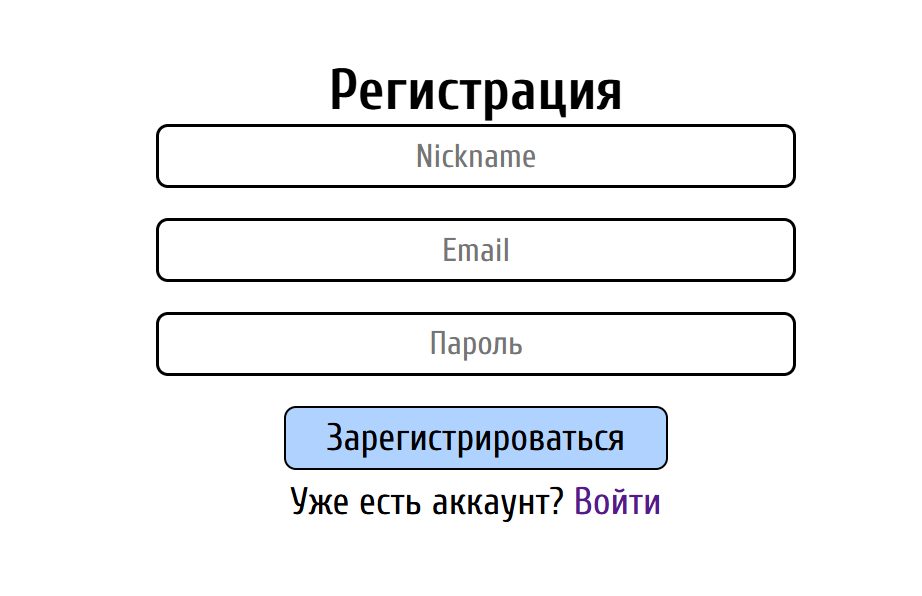 Регистрация
Nickname
Email
Пароль
Зарегистрироваться
Уже есть аккаунт? Войти